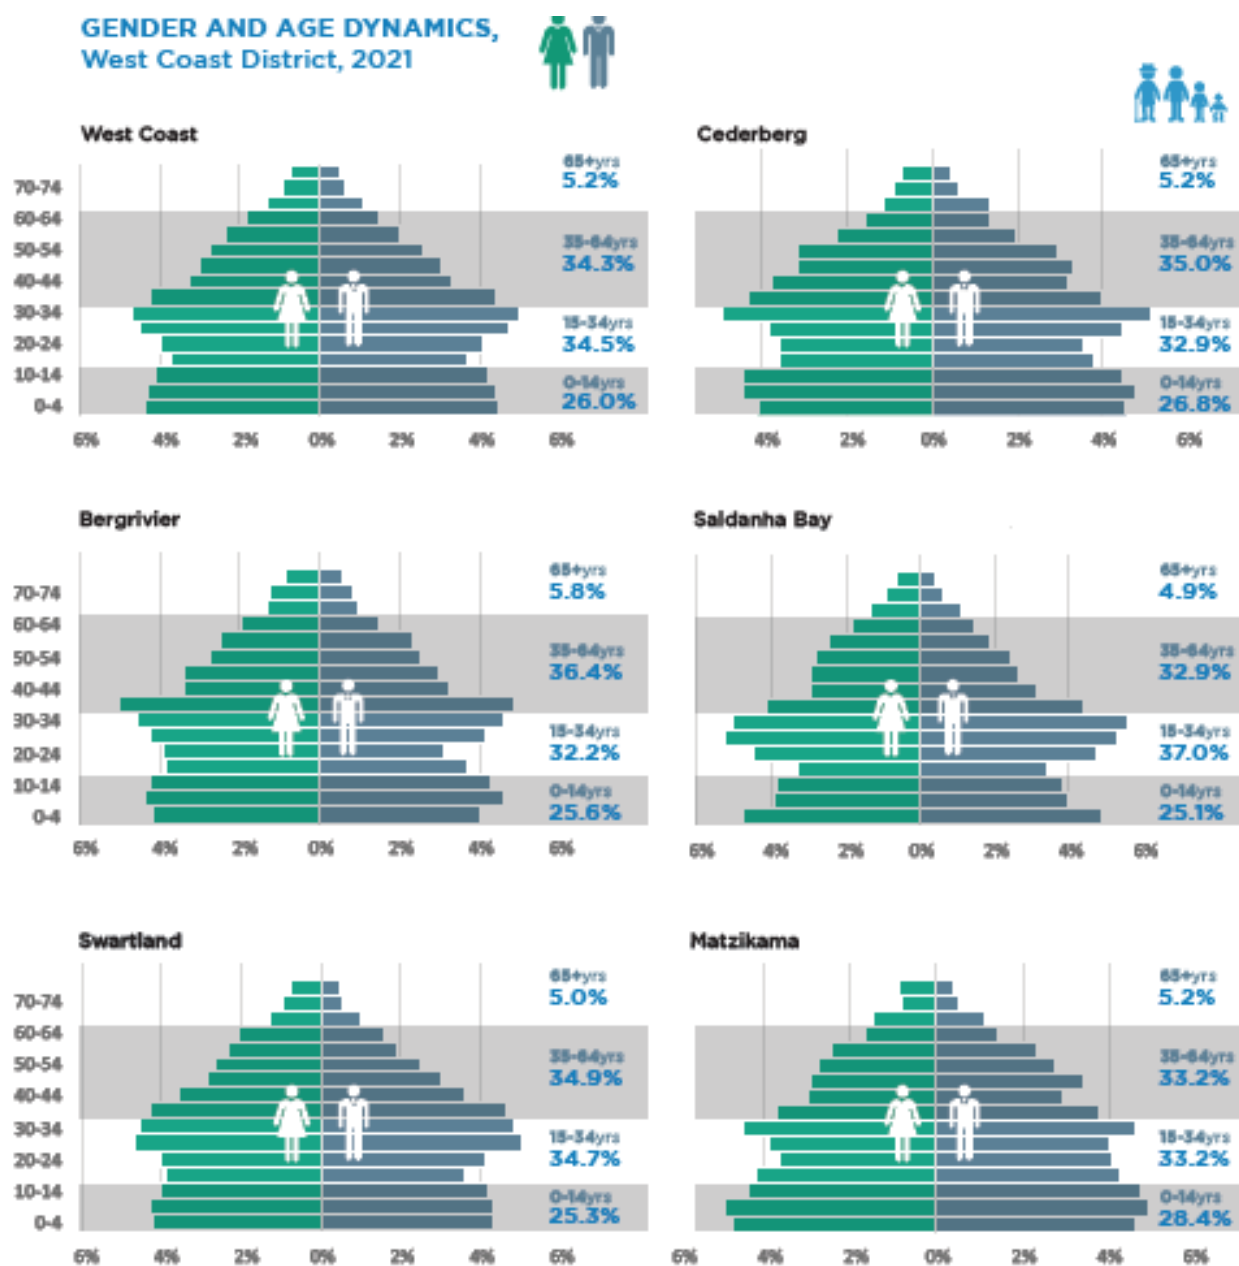 GENDER AND AGE DYNAMICS,
West Coast District, 2021
West Coast
70-74
60-64
50-54
40-44
30-34
20-24
10-14
0-4
65+yrs
5.2%
35-64yrs
34.3%
15-34yrs
34.5%
0-14yrs
26.0%
6% 4% 2% 0% 2% 4% 6%
Cederberg
65+yrs
5.2%
35-64yrs
35.0%
15-34yrs
32.9%
0-14yrs
26.8%
4% 2% 0% 2% 4% 6%
Bergrivier
70-74
60-64
50-54
40-44
30-34
20-24
10-14
0-4
65+yrs
5.8%
35-64yrs
36.4%
15-34yrs
32.2%
0-14yrs
25.6%
6% 4% 2% 0% 2% 4% 6%
Saldanha Bay
65+yrs
4.9%
35-64yrs
32.9%
15-34yrs
37.0%
0-14yrs
25.1%
6% 4% 2% 0% 2% 4% 6%
Swartland
70-74
60-64
50-54
40-44
30-34
20-24
10-14
0-4
65+yrs
5.0%
35-64yrs
34.9%
15-34yrs
34.7%
0-14yrs
25.3%
6% 4% 2% 0% 2% 4% 6%
Matzikama
65+yrs
5.2%
35-64yrs
33.2%
15-34yrs
33.2%
0-14yrs
28.4%
6% 4% 2% 0% 2% 4% 6%